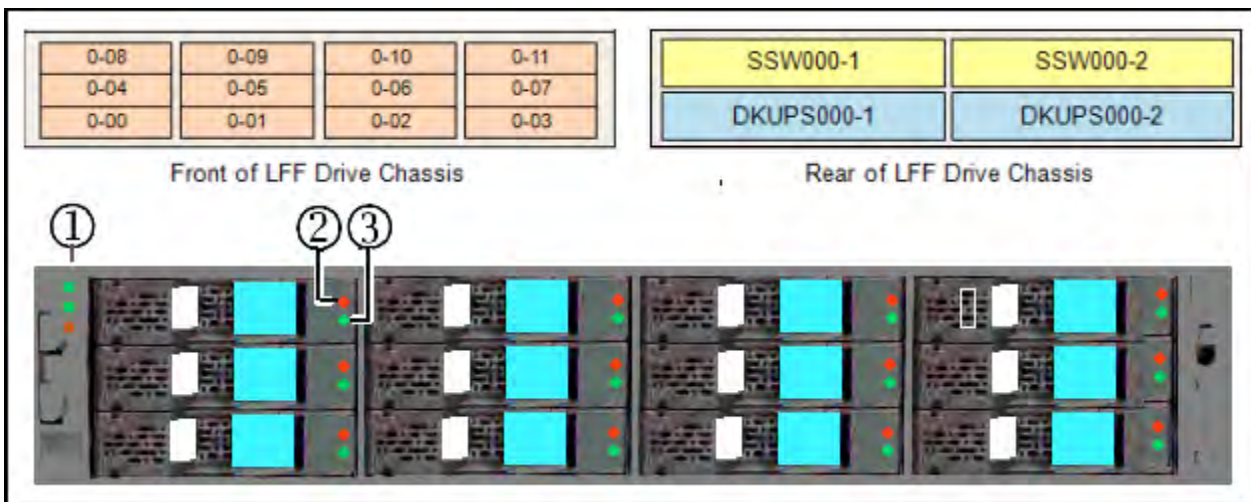 0-08 0-09 0-10 0-11
0-04 0-05 0-06 0-07
0-00 0-01 0-02 0-03
Front of LFF Drive Chassis
SSW000-1 SSW000-2
DKUPS000-1 DKUPS000-2
Rear of LFF Drive Chassis
① ② ③